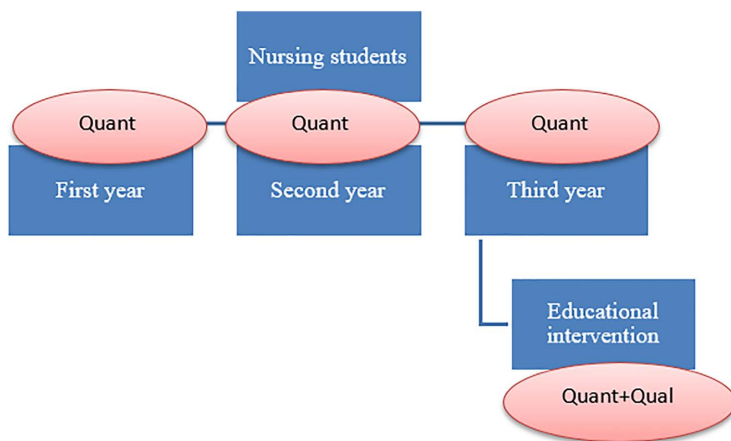 Nursing students
Quant
Quant
Quant
First year
Second year
Third year
Educational
intervention
Quant+Qual